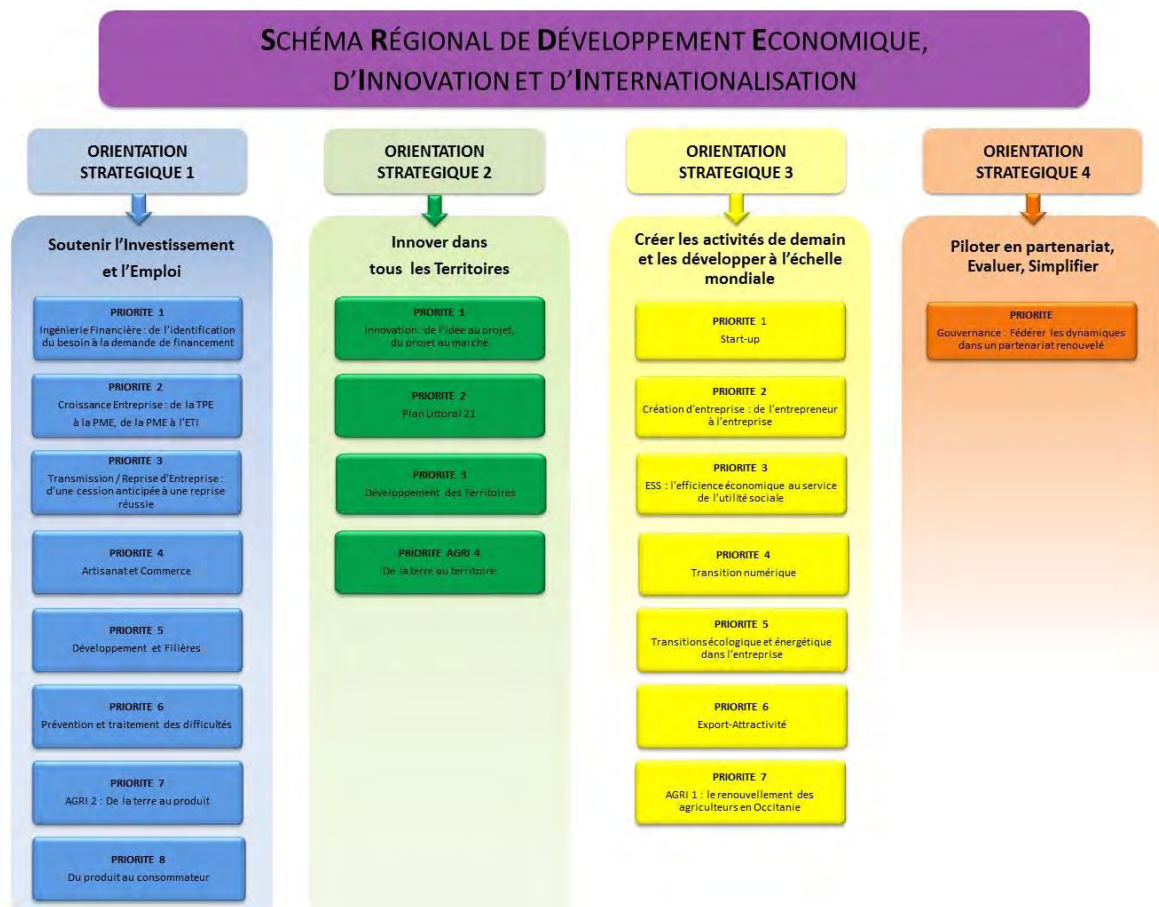 SCHÉMA RÉGIONAL DE DÉVELOPPEMENT ECONOMIQUE,
D'INNOVATION ET D'INTERNATIONALISATION
ORIENTATION
STRATEGIQUE 1
Soutenir l'Investissement
et l'Emploi
PRIORITE 1
Ingénierie Financière : de l'identification
du besoin à la demande de financement
PRIORITE 2
Croissance Entreprise : de la TPE
à la PME, de la PME à l'ETI
PRIORITE 3
Transmission / Reprise d'Entreprise :
d'une cession anticipée à une reprise
réussie
PRIORITE 4
Artisanat et Commerce
PRIORITE 5
Développement et Filières
PRIORITE 6
Prévention et traitement des difficultés
PRIORITE 7
AGRI 2 : De la terre au produit
PRIORITE 8
Du produit au consommateur
ORIENTATION
STRATEGIQUE 2
Innover dans
tous les Territoires
PRIORITE 1
Innovation : de l'idée au projet,
du projet au marché
PRIORITE 2
Plan Littoral 21
PRIORITE 3
Développement des Territoires
PRIORITE AGRI 4
De la terre au territoire
ORIENTATION
STRATEGIQUE 3
Créer les activités de demain
et les développer à l'échelle
mondiale
PRIORITE 1
Start-up
PRIORITE 2
Création d'entreprise : de l'entrepreneur
à l'entreprise
PRIORITE 3
ESS : l'efficience économique au service
de l'utilité sociale
PRIORITE 4
Transition numérique
PRIORITE 5
Transitions écologique et énergétique
dans l'entreprise
PRIORITE 6
Export-Attractivité
PRIORITE 7
AGRI 1 : le renouvellement des
agriculteurs en Occitanie
ORIENTATION
STRATEGIQUE 4
Piloter en partenariat,
Evaluer, Simplifier
PRIORITE
Gouvernance : Fédérer les dynamiques
dans un partenariat renouvelé